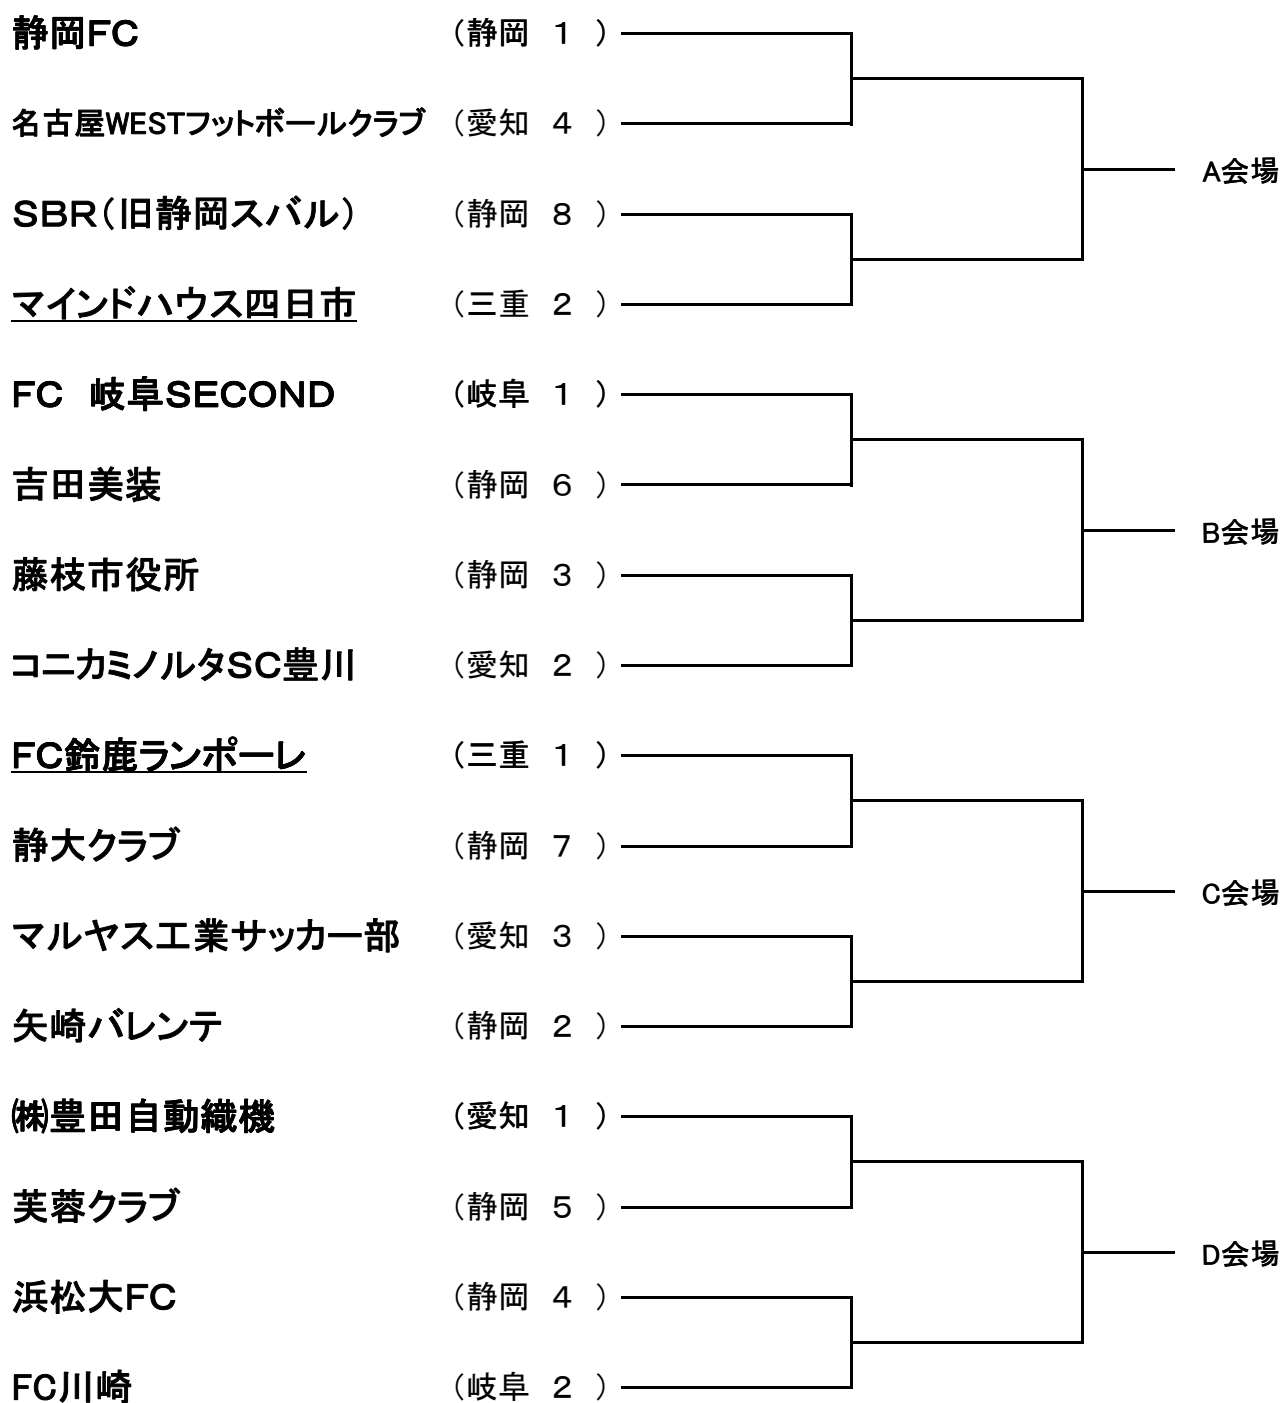 静岡FC （静岡 1 ）
名古屋WESTフットボールクラブ （愛知 4 ）
A会場
SBR（旧静岡スバル） （静岡 8 ）
マインドハウス四日市 （三重 2 ）
FC 岐阜SECOND （岐阜 1 ）
吉田美装 （静岡 6 ）
B会場
藤枝市役所 （静岡 3 ）
コニカミノルタSC豊川 （愛知 2 ）
FC鈴鹿ランポーレ （三重 1 ）
静大クラブ （静岡 7 ）
C会場
マルヤス工業サッカー部 （愛知 3 ）
矢崎バレンテ （静岡 2 ）
㈱豊田自動織機 （愛知 1 ）
芙蓉クラブ （静岡 5 ）
D会場
浜松大FC （静岡 4 ）
FC川崎 （岐阜 2 ）